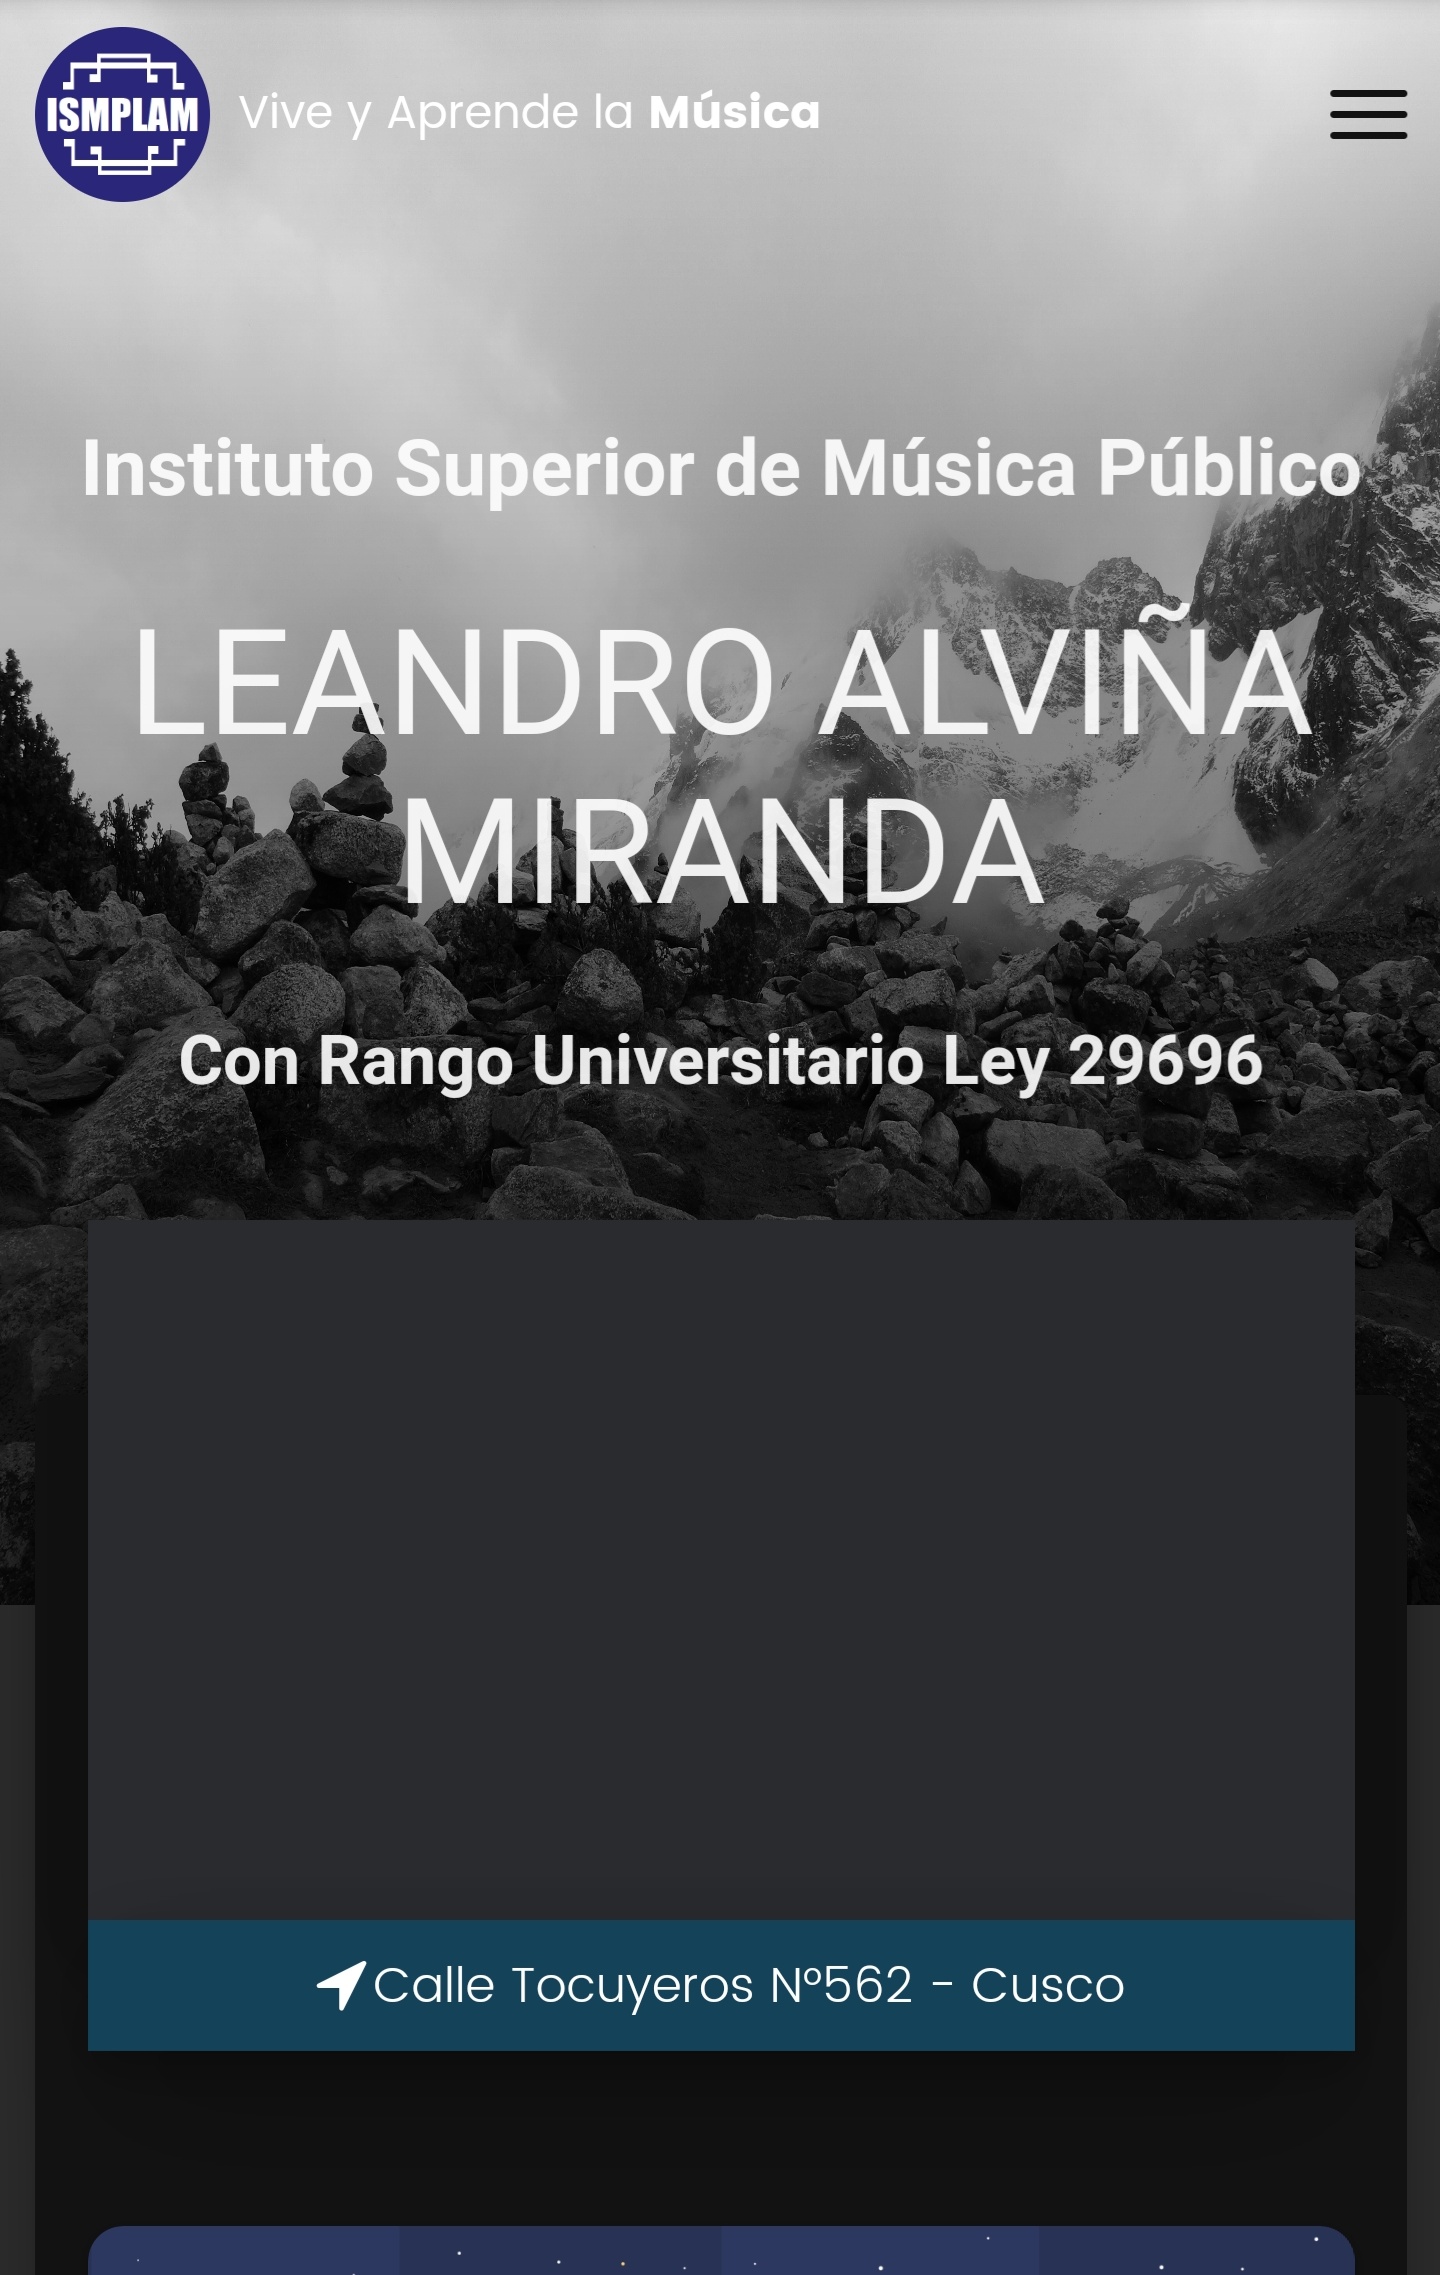 ISMPLAM
Vive y Aprende la Música
Instituto Superior de Música Público
LEANDRO ALVIÑA
MIRANDA
Con Rango Universitario Ley 29696
Calle Tocuyeros N°562 - Cusco